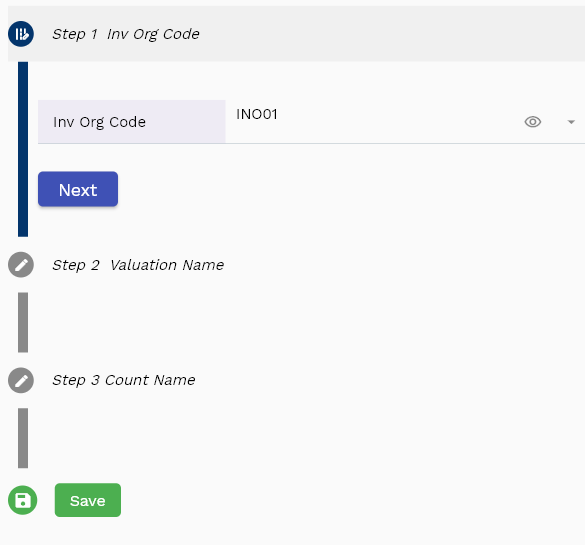 Step 1 Inv Org Code
Inv Org Code
INO01
Next
Step 2 Valuation Name
Step 3 Count Name
Save